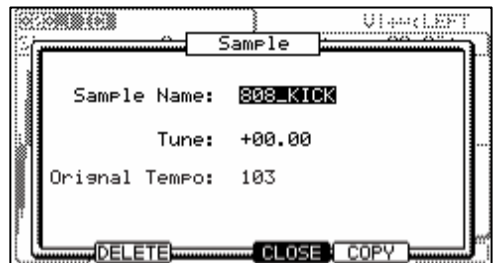 Sample
Sample Name: 808_KICK
Tune: +00.00
Orignal Tempo: 103
DELETE CLOSE COPY